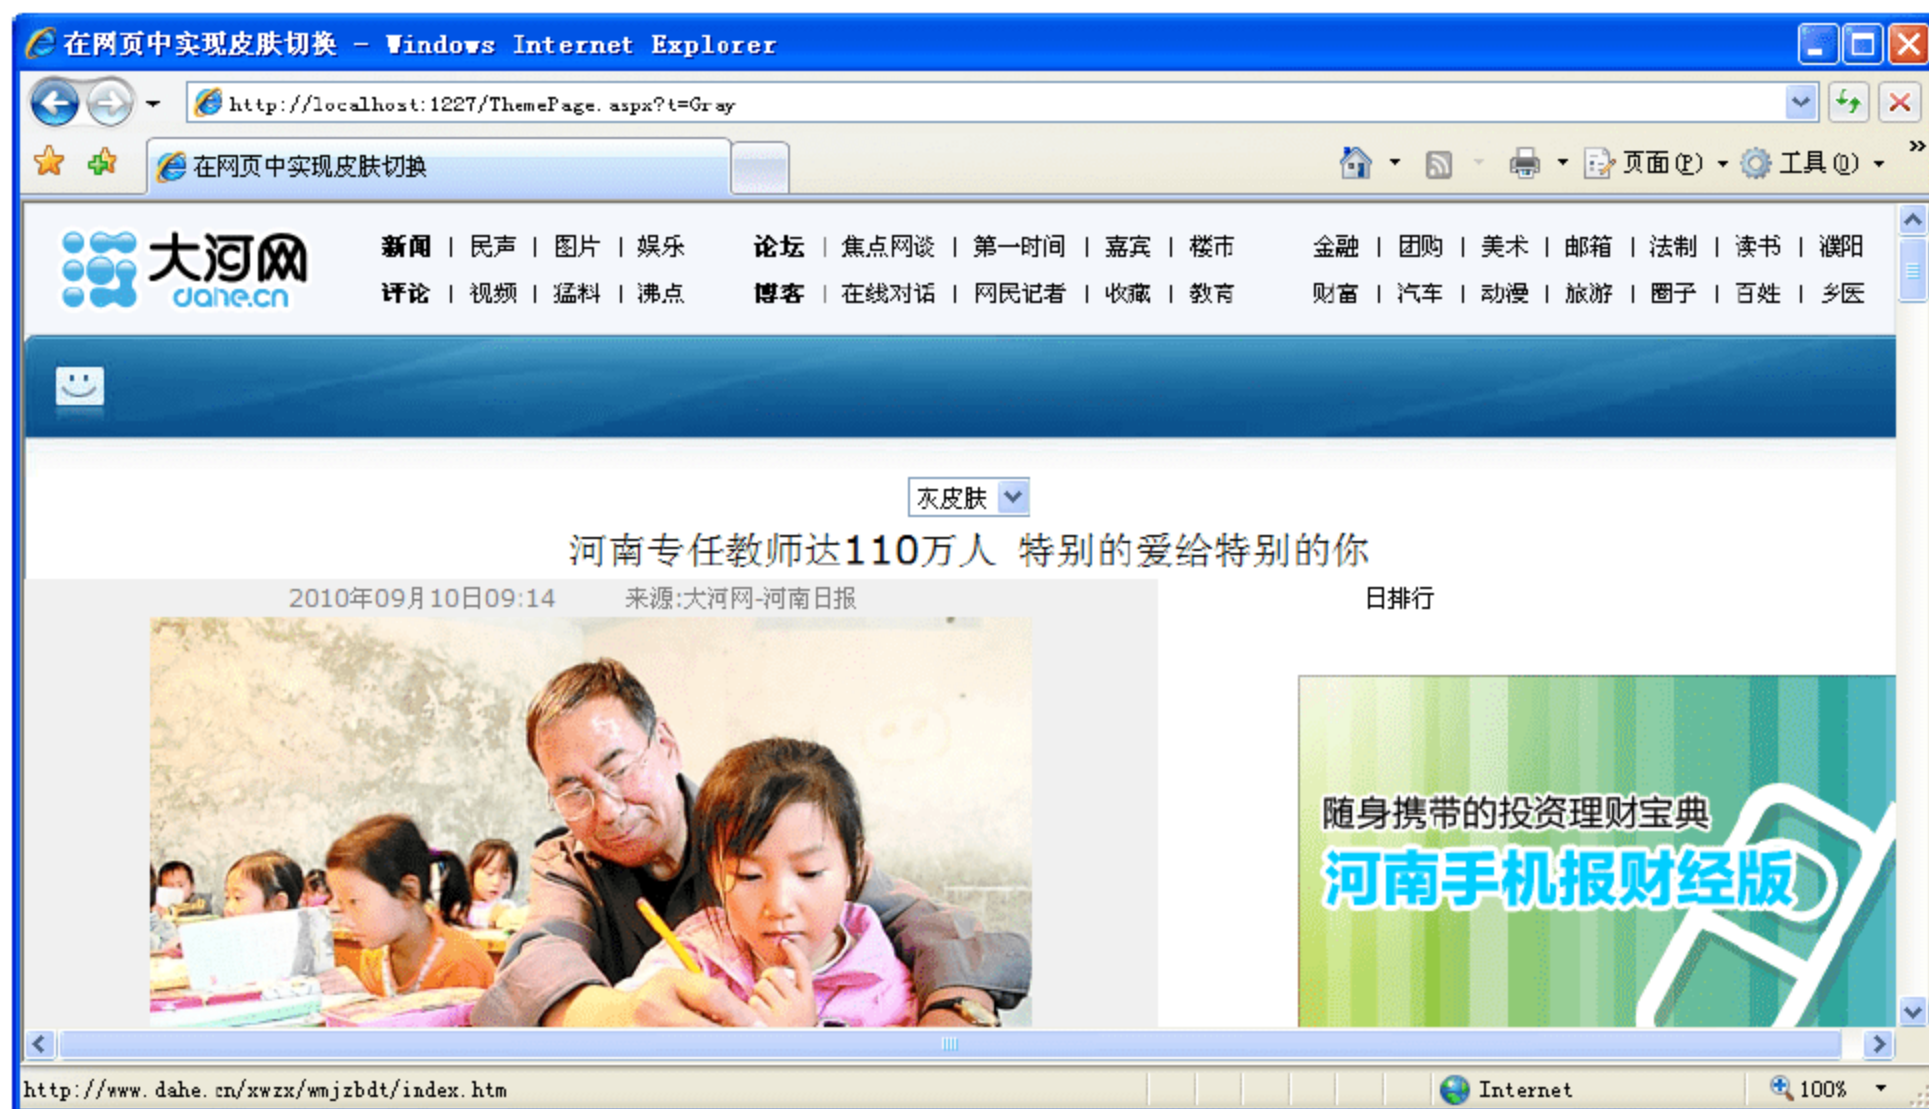 在网页中实现皮肤切换 - Windows Internet Explorer
http://localhost:1227/ThemePage.aspx?t=Gray
在网页中实现皮肤切换
页面(P)
工具(O)
»
大河网
dahe.cn
新闻 | 民声 | 图片 | 娱乐 论坛 | 焦点网谈 | 第一时间 | 嘉宾 | 楼市 金融 | 团购 | 美术 | 邮箱 | 法制 | 读书 | 濮阳
评论 | 视频 | 猛料 | 沸点 博客 | 在线对话 | 网民记者 | 收藏 | 教育 财富 | 汽车 | 动漫 | 旅游 | 圈子 | 百姓 | 乡医
灰皮肤
河南专任教师达110万人 特别的爱给特别的你
2010年09月10日09:14 来源:大河网-河南日报
日排行
随身携带的投资理财宝典
河南手机报财经版
http://www.dahe.cn/xwzx/wmjzbdt/index.htm
Internet
100%